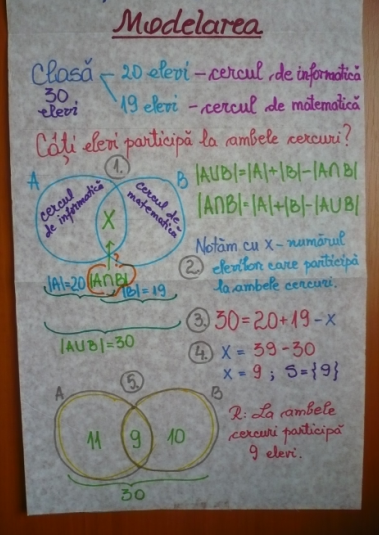 Modelarea
Clasă 20 elevi – cercul de informatică
30 elevi 19 elevi – cercul de matematică
Câți elevi participă la ambele cercuri?
1.
A B
cercul de informatică
cercul de matematică
x
?
|A|=20 |A∩B| |B|=19
|A∪B|=30
|A∪B|=|A|+|B|-|A∩B|
|A∩B|=|A|+|B|-|A∪B|
2. Notăm cu x - numărul
elevilor care participă
la ambele cercuri.
3. 30=20+19-x
4. x = 39-30
x = 9 ; S={9}
5.
A B
11 9 10
30
R: La ambele
cercuri participă
9 elevi.